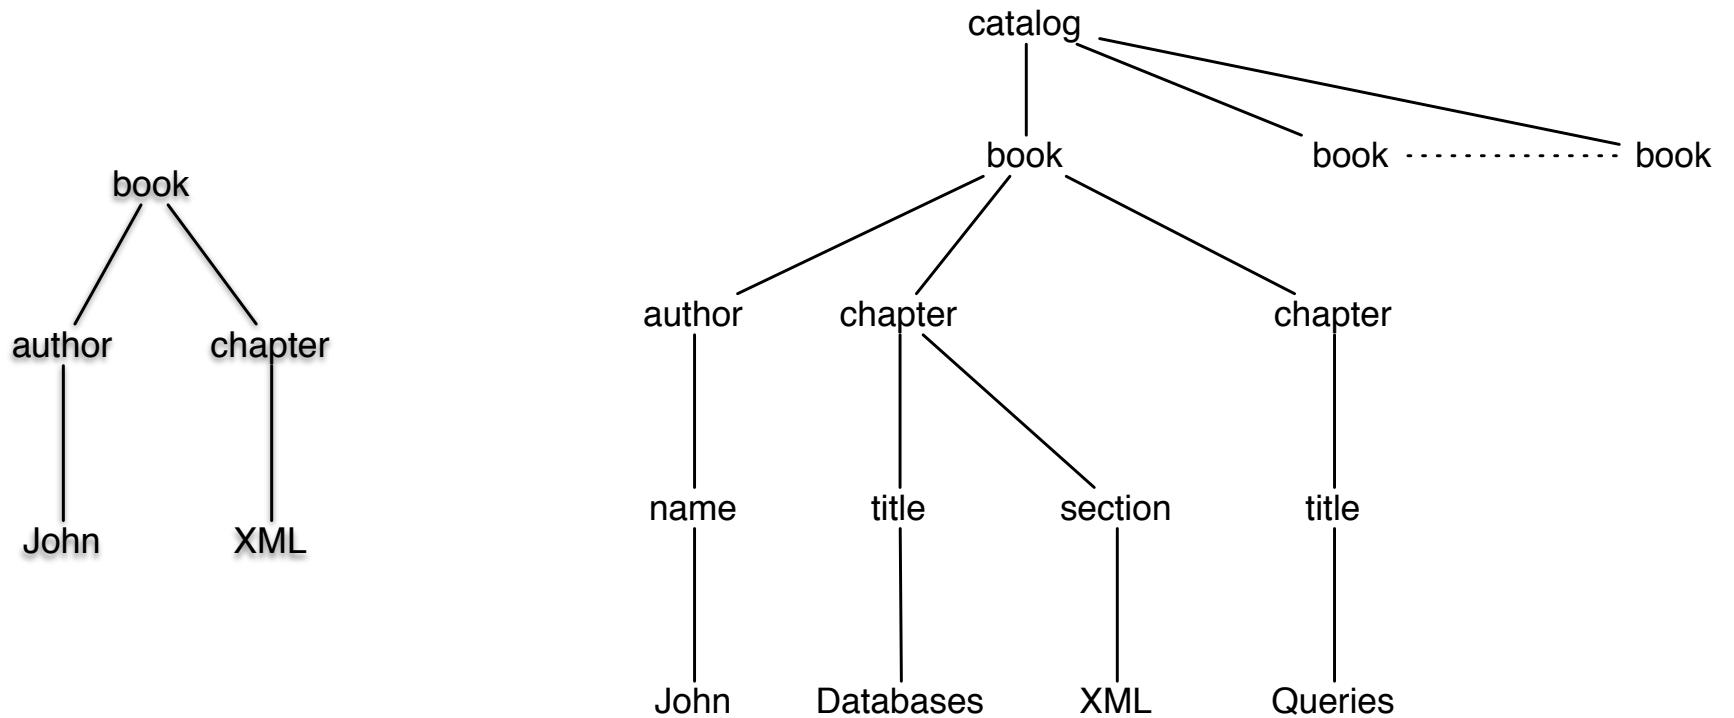 catalog
book
book
book
book
author
chapter
author
chapter
chapter
John
XML
name
title
section
title
John
Databases
XML
Queries